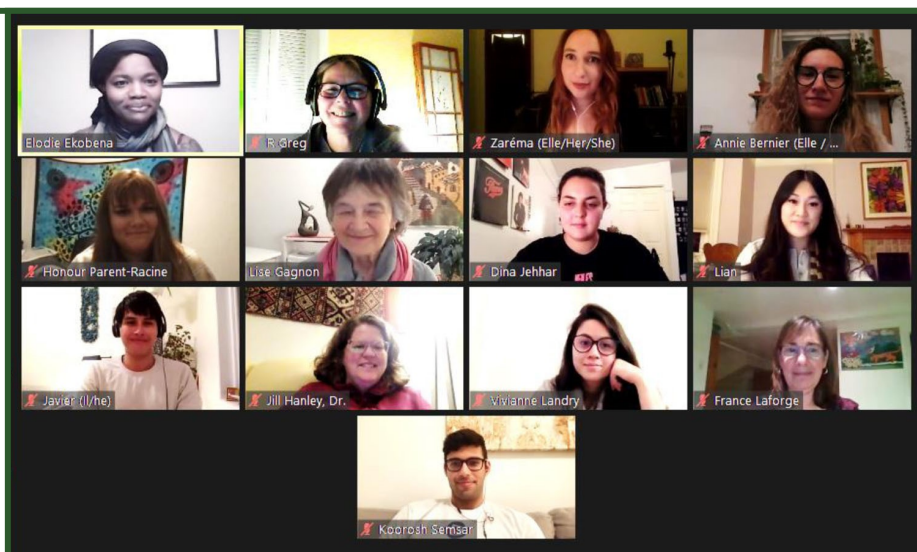 Elodie Ekobena
R Greg
Zaréma (Elle/Her/She)
Annie Bernier (Elle / ...
Honour Parent-Racine
Lise Gagnon
Dina Jehhar
Lian
Javier (Il/he)
Jill Hanley, Dr.
Vivianne Landry
France Laforge
Koorosh Semsar